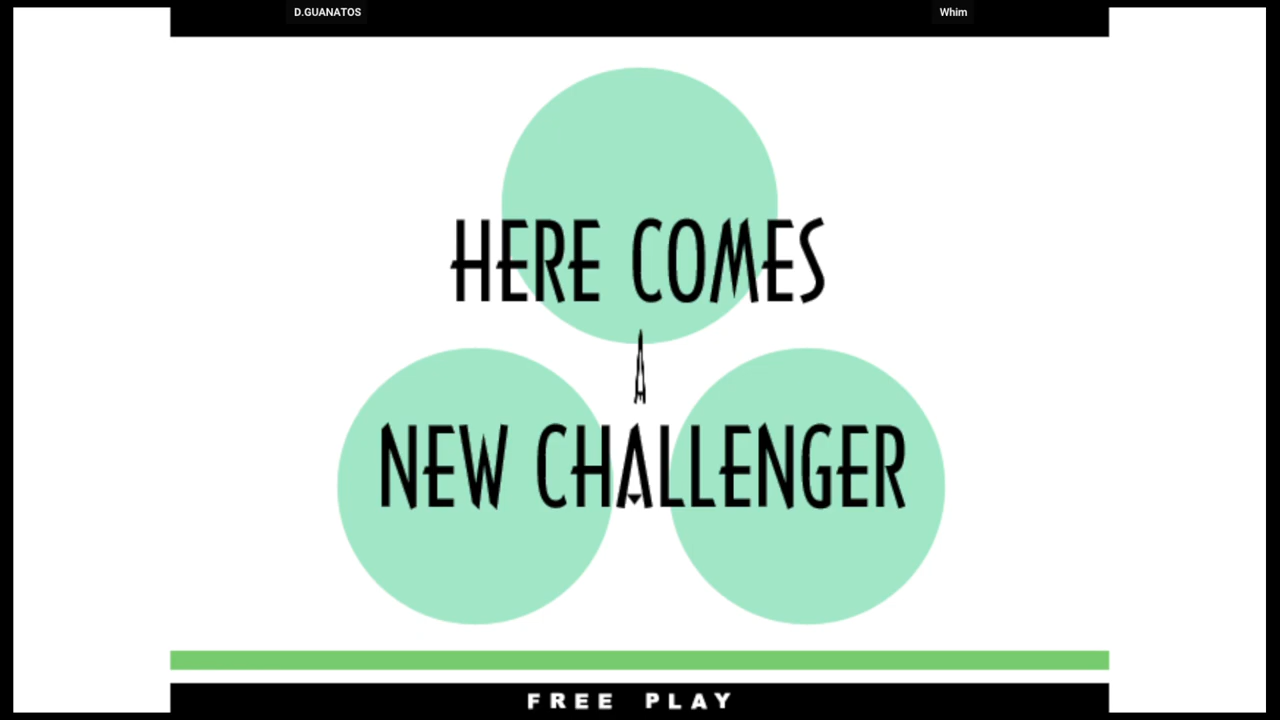 D.GUANATOS Whim
HERE COMES
A
NEW CHALLENGER
FREE PLAY